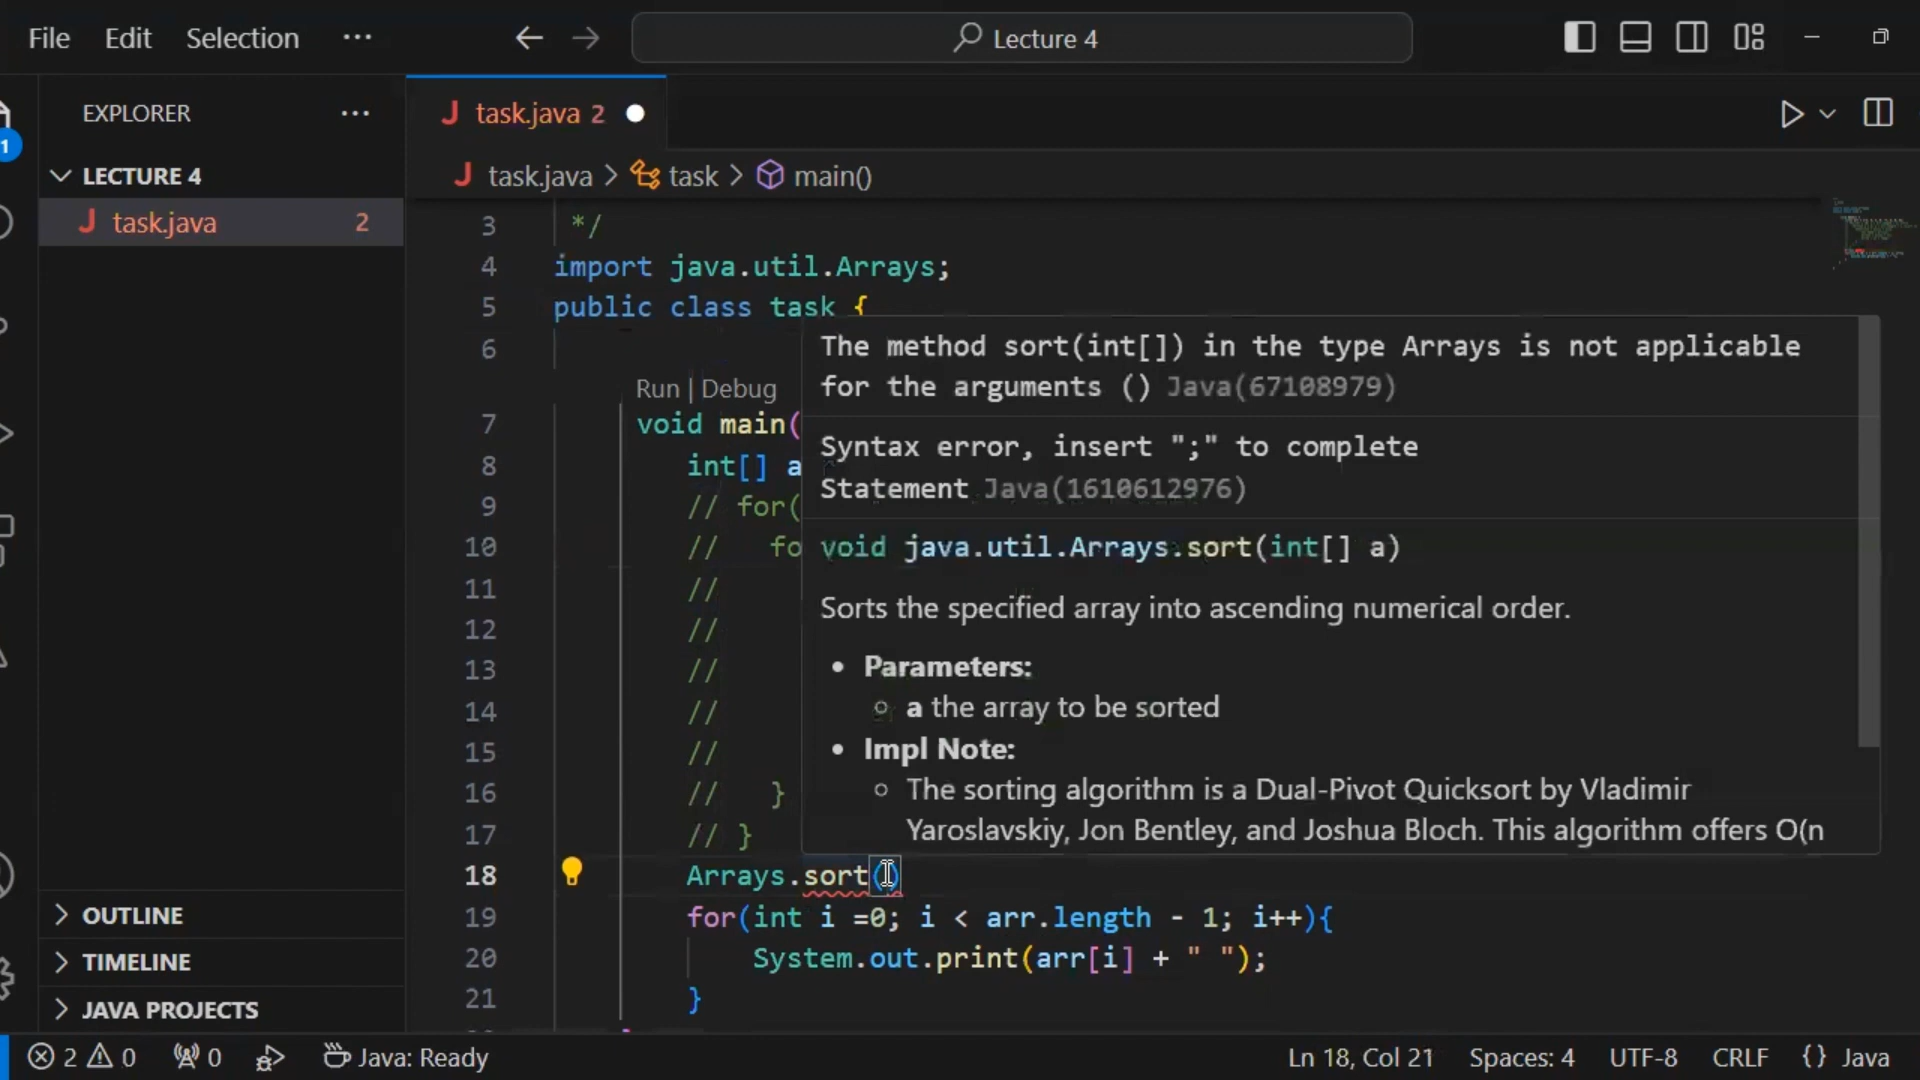 File Edit Selection ··· Lecture 4
EXPLORER ···
1
LECTURE 4
J task.java 2
OUTLINE
TIMELINE
JAVA PROJECTS
J task.java 2
J task.java > task > main()
3 */
4 import java.util.Arrays;
5 public class task {
6
Run | Debug
7 void main(
8 int[] a
9 // for(
10 // fo
11 //
12 //
13 //
14 //
15 //
16 // }
17 // }
18 Arrays.sort()
19 for(int i =0; i < arr.length - 1; i++){
20 System.out.print(arr[i] + " ");
21 }
The method sort(int[]) in the type Arrays is not applicable
for the arguments () Java(67108979)
Syntax error, insert ";" to complete
Statement Java(1610612976)
void java.util.Arrays.sort(int[] a)
Sorts the specified array into ascending numerical order.
• Parameters:
○ a the array to be sorted
• Impl Note:
○ The sorting algorithm is a Dual-Pivot Quicksort by Vladimir
Yaroslavskiy, Jon Bentley, and Joshua Bloch. This algorithm offers O(n
2 0 0 Java: Ready Ln 18, Col 21 Spaces: 4 UTF-8 CRLF {} Java